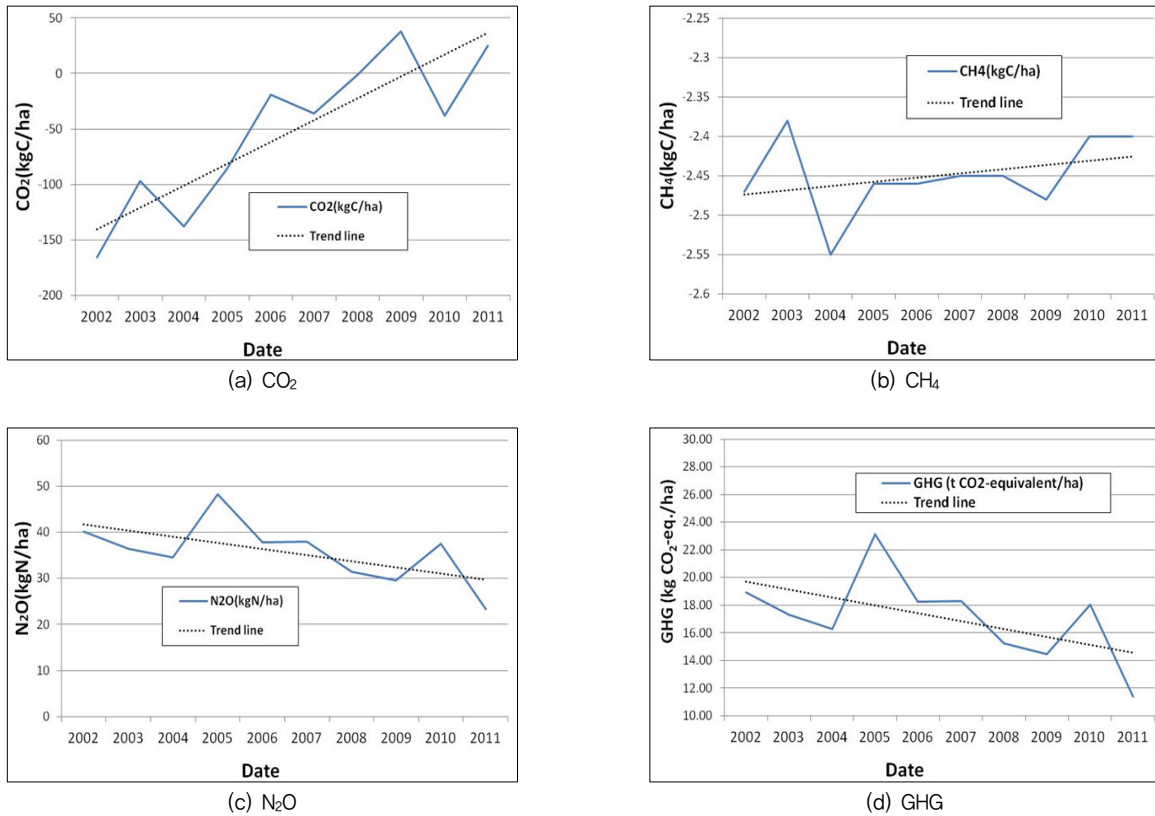 50
0
-50
-100
-150
-200
CO₂(kgC/ha)
CO2(kgC/ha)
Trend line
2002 2003 2004 2005 2006 2007 2008 2009 2010 2011
Date
(a) CO₂
-2.25
-2.3
-2.35
-2.4
-2.45
-2.5
-2.55
-2.6
CH₄(kgC/ha)
CH4(kgC/ha)
Trend line
2002 2003 2004 2005 2006 2007 2008 2009 2010 2011
Date
(b) CH₄
60
50
40
30
20
10
0
N₂O(kgN/ha)
N2O(kgN/ha)
Trend line
2002 2003 2004 2005 2006 2007 2008 2009 2010 2011
Date
(c) N₂O
30.00
28.00
26.00
24.00
22.00
20.00
18.00
16.00
14.00
12.00
10.00
GHG (kg CO₂-eq./ha)
GHG (t CO2-equivalent/ha)
Trend line
2002 2003 2004 2005 2006 2007 2008 2009 2010 2011
Date
(d) GHG